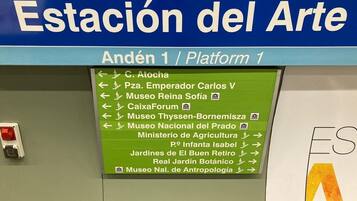 Estación del Arte
Andén 1 / Platform 1
C. Atocha
Pza. Emperador Carlos V
Museo Reina Sofía
CaixaForum
Museo Thyssen-Bornemisza
Museo Nacional del Prado
Ministerio de Agricultura
P.º Infanta Isabel
Jardines de El Buen Retiro
Real Jardín Botánico
Museo Nal. de Antropología
ES